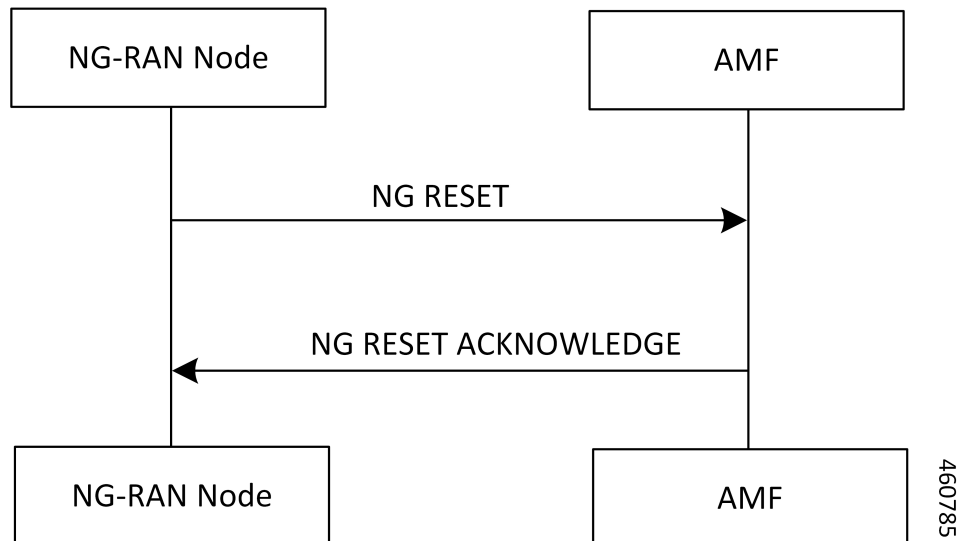 NG-RAN Node
AMF
NG RESET
NG RESET ACKNOWLEDGE
NG-RAN Node
AMF
460785